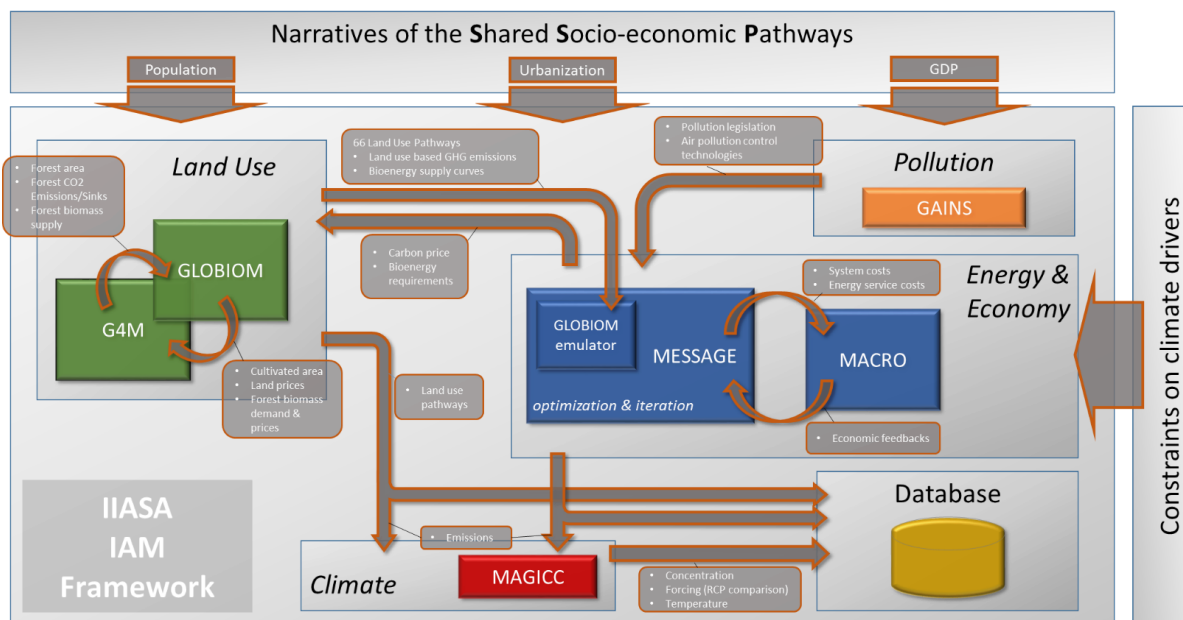 Narratives of the Shared Socio-economic Pathways
Population
Urbanization
GDP
Land Use
• Forest area
• Forest CO2
Emissions/Sinks
• Forest biomass
supply
GLOBIOM
G4M
• Cultivated area
• Land prices
• Forest biomass
demand &
prices
66 Land Use Pathways
• Land use based GHG emissions
• Bioenergy supply curves
• Carbon price
• Bioenergy
requirements
• Pollution legislation
• Air pollution control
technologies
Pollution
GAINS
Energy &
Economy
• System costs
• Energy service costs
GLOBIOM
emulator
MESSAGE
optimization & iteration
MACRO
• Economic feedbacks
• Land use
pathways
• Emissions
Climate
MAGICC
• Concentration
• Forcing (RCP comparison)
• Temperature
Database
IIASA
IAM
Framework
Constraints on climate drivers